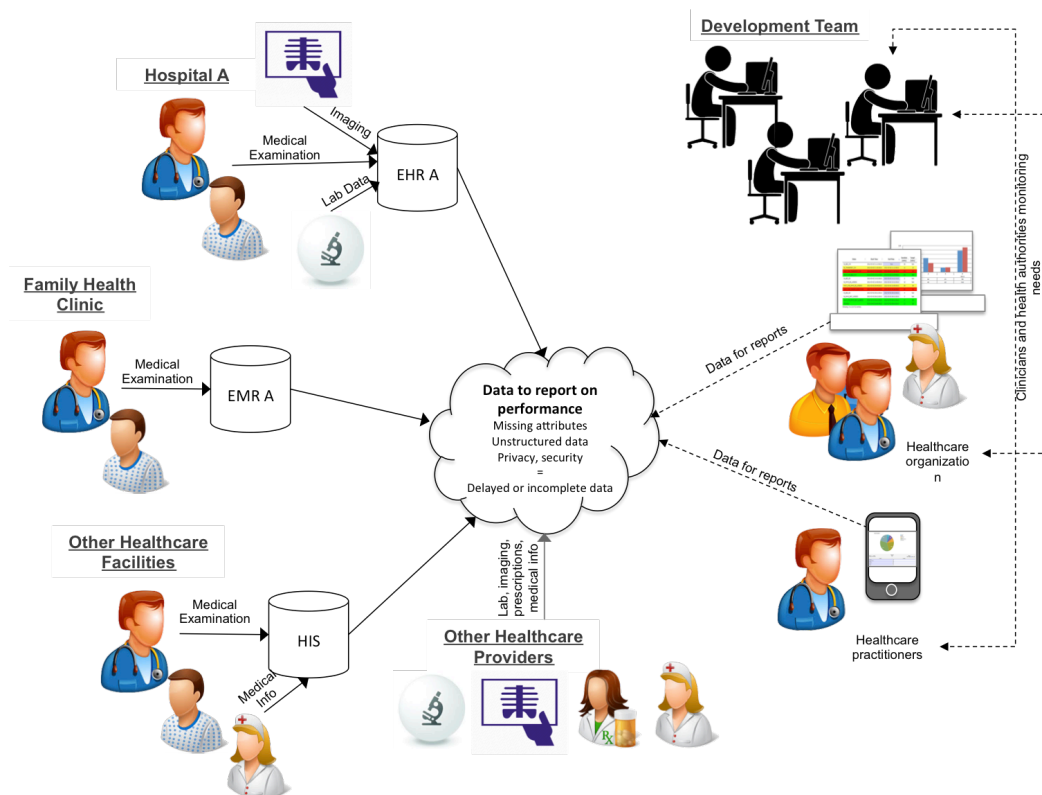 Development Team
Hospital A
Imaging
Medical
Examination
EHR A
Lab Data
Family Health
Clinic
Medical
Examination
EMR A
Data to report on
performance
Missing attributes
Unstructured data
Privacy, security
=
Delayed or incomplete data
Data for reports
Healthcare
organizatio
n
Clinicians and health authorities monitoring
needs
Data for reports
Healthcare
practitioners
Other Healthcare
Facilities
Medical
Examination
HIS
Medical
Info
Lab, imaging,
prescriptions,
medical info
Other Healthcare
Providers
Rx